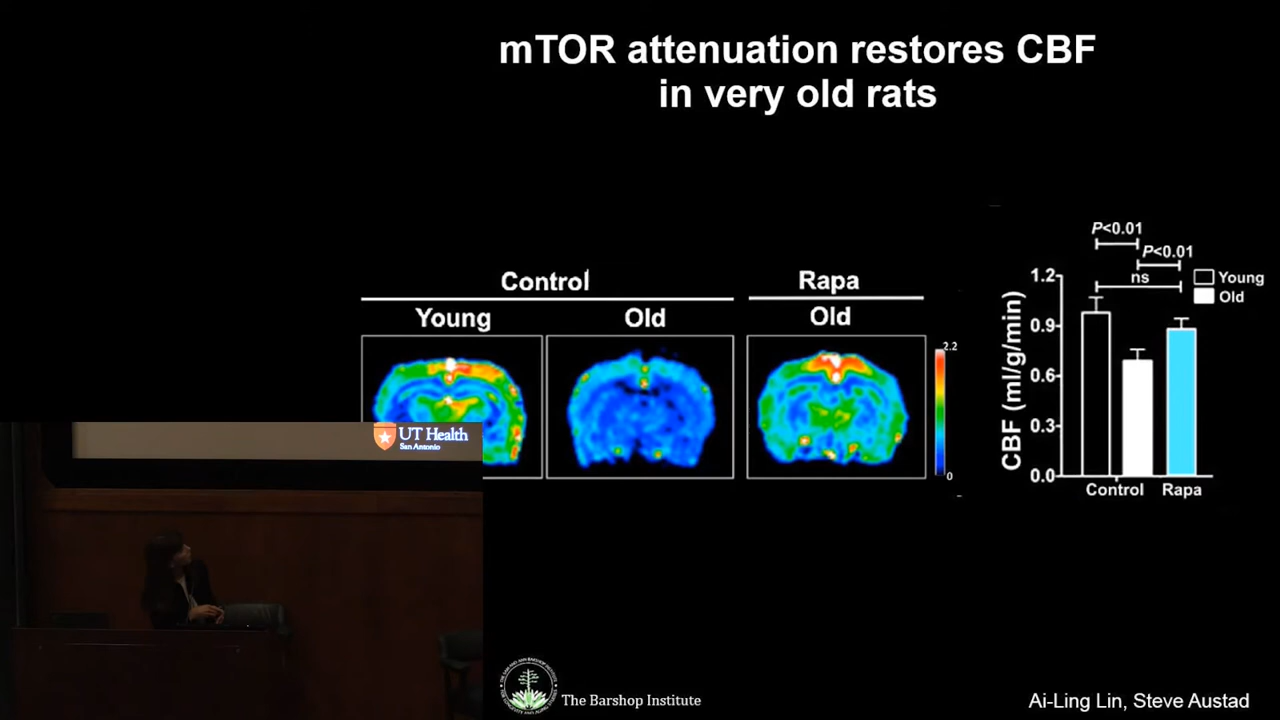 mTOR attenuation restores CBF
in very old rats
Control
Rapa
Young
Old
Old
2.2
0
P<0.01
P<0.01
ns
Young
Old
CBF (ml/g/min)
1.2
0.9
0.6
0.3
0.0
Control
Rapa
UT Health
San Antonio
The Barshop Institute
Ai-Ling Lin, Steve Austad